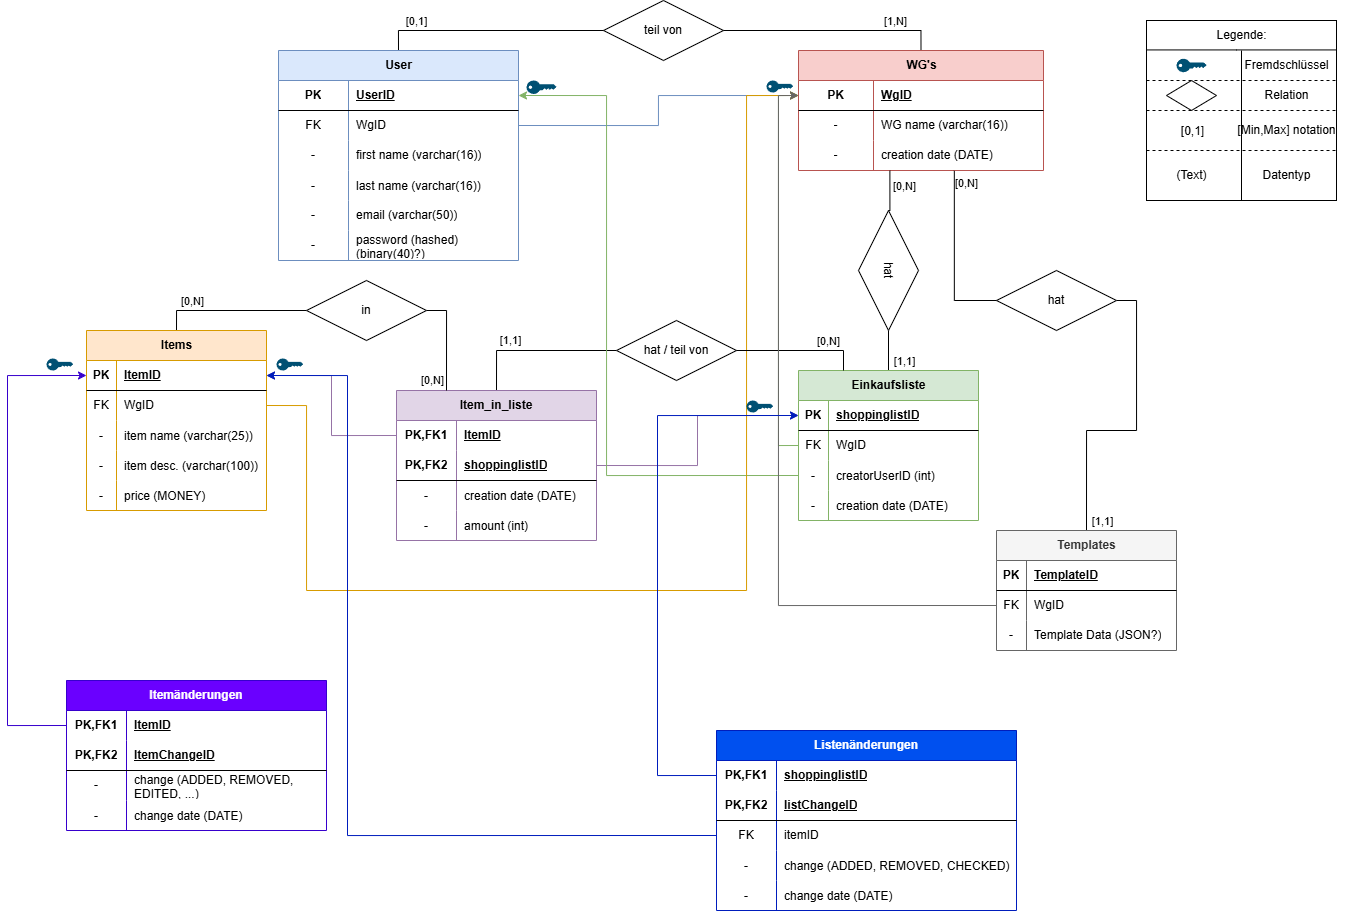 [0,1]
teil von
[1,N]
User
PK
UserID
FK
WgID
-
first name (varchar(16))
-
last name (varchar(16))
-
email (varchar(50))
-
password (hashed)
(binary(40)?)
WG's
PK
WgID
-
WG name (varchar(16))
-
creation date (DATE)
Legende:
Fremdschlüssel
Relation
[0,1]
[Min,Max] notation
(Text)
Datentyp
[0,N]
[0,N]
hat
hat
[0,N]
in
[0,N]
[1,1]
hat / teil von
[0,N]
[1,1]
Items
PK
ItemID
FK
WgID
-
item name (varchar(25))
-
item desc. (varchar(100))
-
price (MONEY)
Item_in_liste
PK,FK1
ItemID
PK,FK2
shoppinglistID
-
creation date (DATE)
-
amount (int)
Einkaufsliste
PK
shoppinglistID
FK
WgID
-
creatorUserID (int)
-
creation date (DATE)
[1,1]
Templates
PK
TemplateID
FK
WgID
-
Template Data (JSON?)
Itemänderungen
PK,FK1
ItemID
PK,FK2
ItemChangeID
-
change (ADDED, REMOVED,
EDITED, ...)
-
change date (DATE)
Listenänderungen
PK,FK1
shoppinglistID
PK,FK2
listChangeID
FK
itemID
-
change (ADDED, REMOVED, CHECKED)
-
change date (DATE)